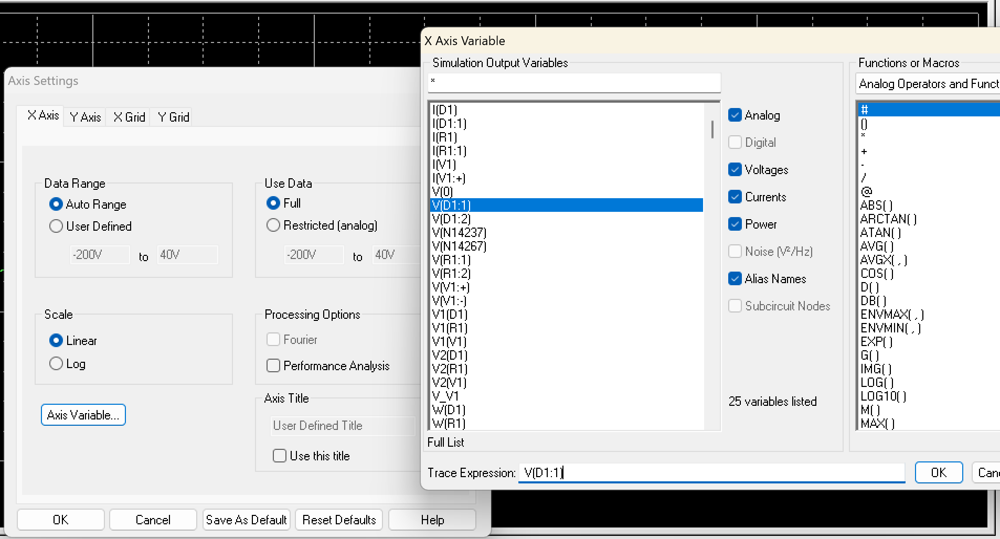 Axis Settings
X Axis
Y Axis
X Grid
Y Grid
Data Range
Auto Range
User Defined
-200V to 40V
Use Data
Full
Restricted (analog)
-200V to 40V
Scale
Linear
Log
Processing Options
Fourier
Performance Analysis
Axis Variable...
Axis Title
User Defined Title
Use this title
OK
Cancel
Save As Default
Reset Defaults
Help
X Axis Variable
Simulation Output Variables
*
I(D1)
I(D1:1)
I(R1)
I(R1:1)
I(V1)
I(V1:+)
V(0)
V(D1:1)
V(D1:2)
V(N14237)
V(N14267)
V(R1:1)
V(R1:2)
V(V1:+)
V(V1:-)
V1(D1)
V1(R1)
V1(V1)
V2(D1)
V2(R1)
V2(V1)
V_V1
W(D1)
W(R1)
Full List
Analog
Digital
Voltages
Currents
Power
Noise (V²/Hz)
Alias Names
Subcircuit Nodes
25 variables listed
Functions or Macros
Analog Operators and Funct
#
()
*
+
-
/
@
ABS( )
ARCTAN( )
ATAN( )
AVG( )
AVGX( , )
COS( )
D( )
DB( )
ENVMAX( , )
ENVMIN( , )
EXP( )
G( )
IMG( )
LOG( )
LOG10( )
M( )
MAX( )
Trace Expression: V(D1:1)
OK
Canc